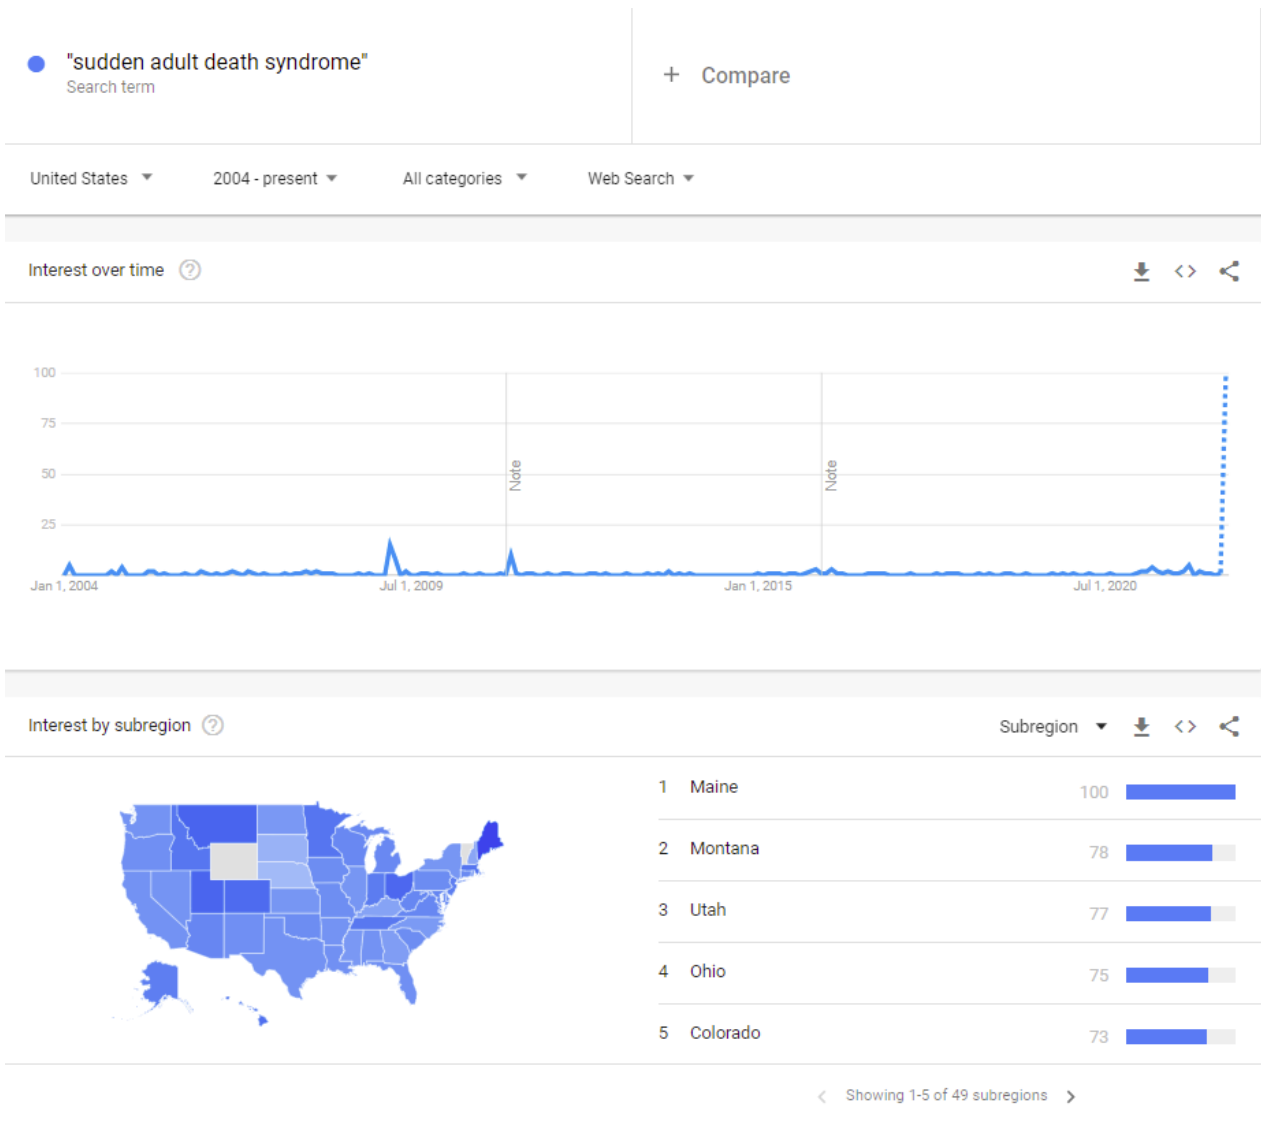 "sudden adult death syndrome"
Search term
+ Compare
United States
2004 - present
All categories
Web Search
Interest over time ?
100
75
50
25
Note
Note
Jan 1, 2004
Jul 1, 2009
Jan 1, 2015
Jul 1, 2020
Interest by subregion ?
Subregion
1 Maine 100
2 Montana 78
3 Utah 77
4 Ohio 75
5 Colorado 73
Showing 1-5 of 49 subregions